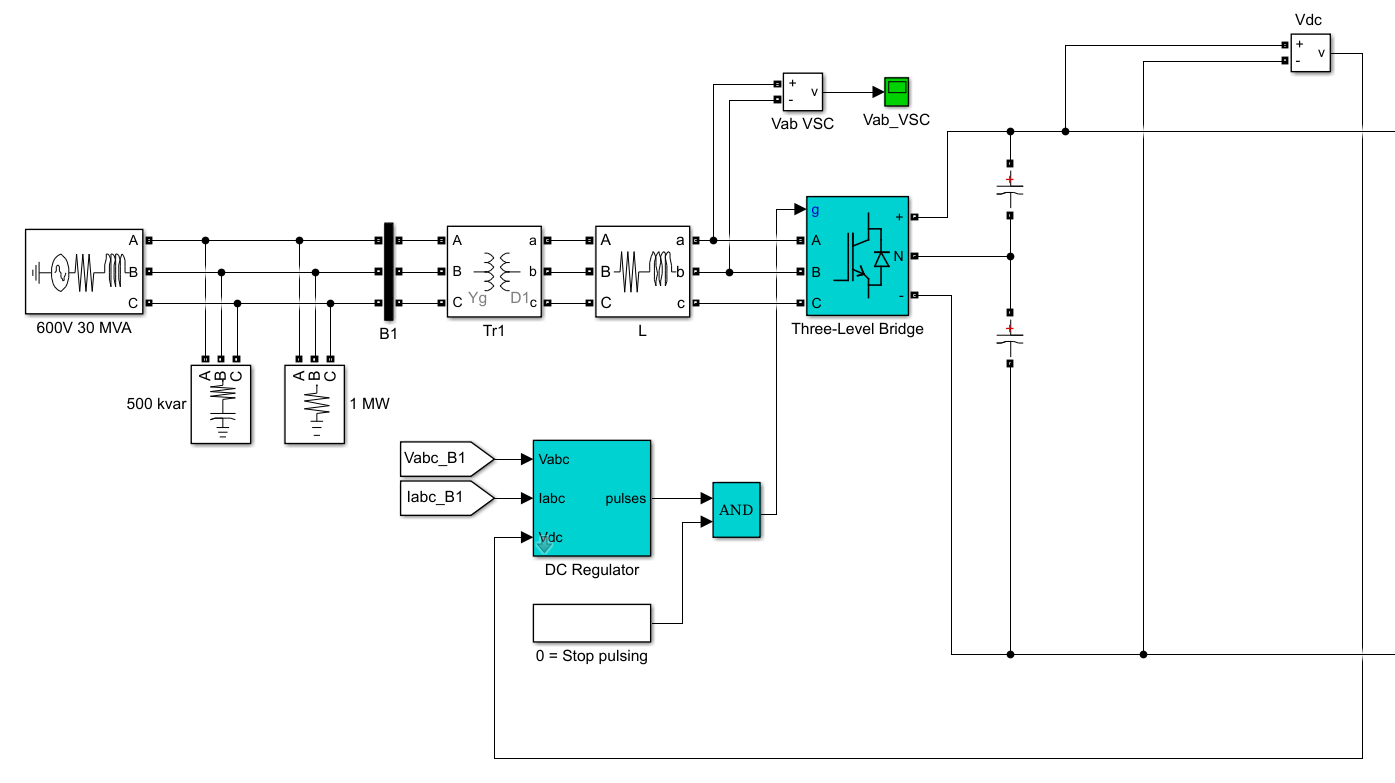 Vdc
+
-
v
+
-
v
Vab VSC
Vab_VSC
A
B
C
600V 30 MVA
A
B
C
500 kvar
A
B
C
1 MW
B1
A
B
C
Yg
D1
a
b
c
Tr1
A
B
C
a
b
c
L
g
A
B
C
+
N
-
Three-Level Bridge
+
+
Vabc_B1
Iabc_B1
Vabc
Iabc
Vdc
pulses
DC Regulator
AND
0 = Stop pulsing